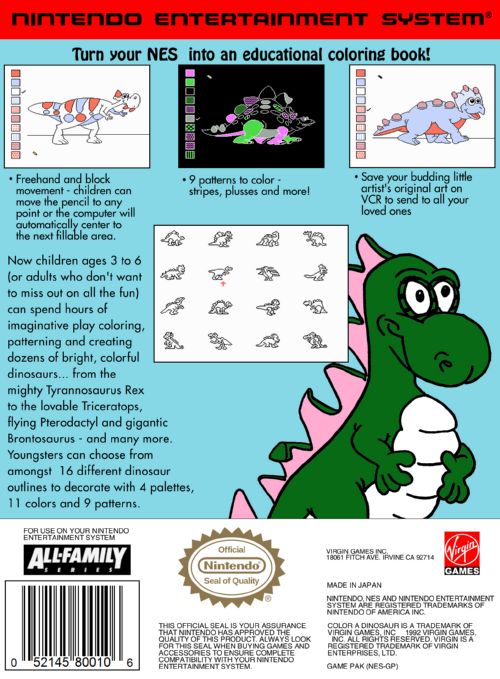 NINTENDO ENTERTAINMENT SYSTEM®
Turn your NES into an educational coloring book!
• Freehand and block
movement - children can
move the pencil to any
point or the computer will
automatically center to
the next fillable area.
• 9 patterns to color -
stripes, plusses and more!
• Save your budding little
artist's original art on
VCR to send to all your
loved ones
Now children ages 3 to 6
(or adults who don't want
to miss out on all the fun)
can spend hours of
imaginative play coloring,
patterning and creating
dozens of bright, colorful
dinosaurs... from the
mighty Tyrannosaurus Rex
to the lovable Triceratops,
flying Pterodactyl and gigantic
Brontosaurus - and many more.
Youngsters can choose from
amongst 16 different dinosaur
outlines to decorate with 4 palettes,
11 colors and 9 patterns.
FOR USE ON YOUR NINTENDO
ENTERTAINMENT SYSTEM
ALL-FAMILY
SERIES
0 52145 80010 6
Official
Nintendo
Seal of Quality
®
THIS OFFICIAL SEAL IS YOUR ASSURANCE
THAT NINTENDO HAS APPROVED THE
QUALITY OF THIS PRODUCT. ALWAYS LOOK
FOR THIS SEAL WHEN BUYING GAMES AND
ACCESSORIES TO ENSURE COMPLETE
COMPATIBILITY WITH YOUR NINTENDO
ENTERTAINMENT SYSTEM.
VIRGIN GAMES INC.
18061 FITCH AVE. IRVINE CA 92714
Virgin
GAMES
MADE IN JAPAN
NINTENDO, NES AND NINTENDO ENTERTAINMENT
SYSTEM ARE REGISTERED TRADEMARKS OF
NINTENDO OF AMERICA INC.
COLOR A DINOSAUR IS A TRADEMARK OF
VIRGIN GAMES, INC 1992 VIRGIN GAMES,
INC. ALL RIGHTS RESERVED. VIRGIN IS A
REGISTERED TRADEMARK OF VIRGIN
ENTERPRISES, LTD.
GAME PAK (NES-GP)